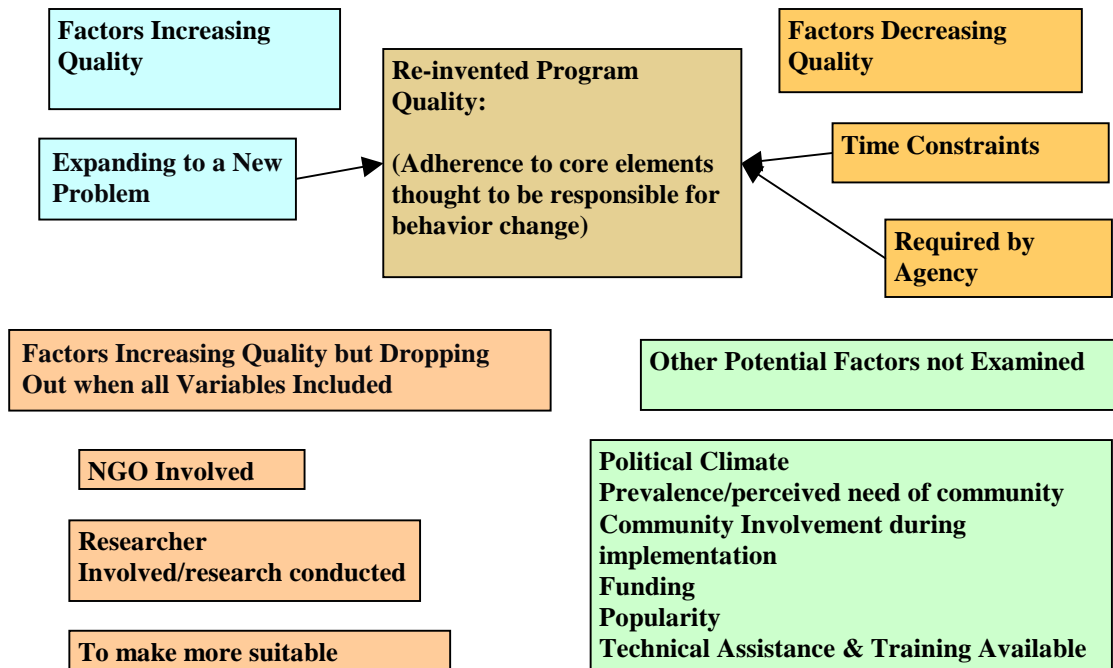 Factors Increasing
Quality
Re-invented Program
Quality:
(Adherence to core elements
thought to be responsible for
behavior change)
Factors Decreasing
Quality
Expanding to a New
Problem
Time Constraints
Required by
Agency
Factors Increasing Quality but Dropping
Out when all Variables Included
Other Potential Factors not Examined
NGO Involved
Researcher
Involved/research conducted
To make more suitable
Political Climate
Prevalence/perceived need of community
Community Involvement during
implementation
Funding
Popularity
Technical Assistance & Training Available